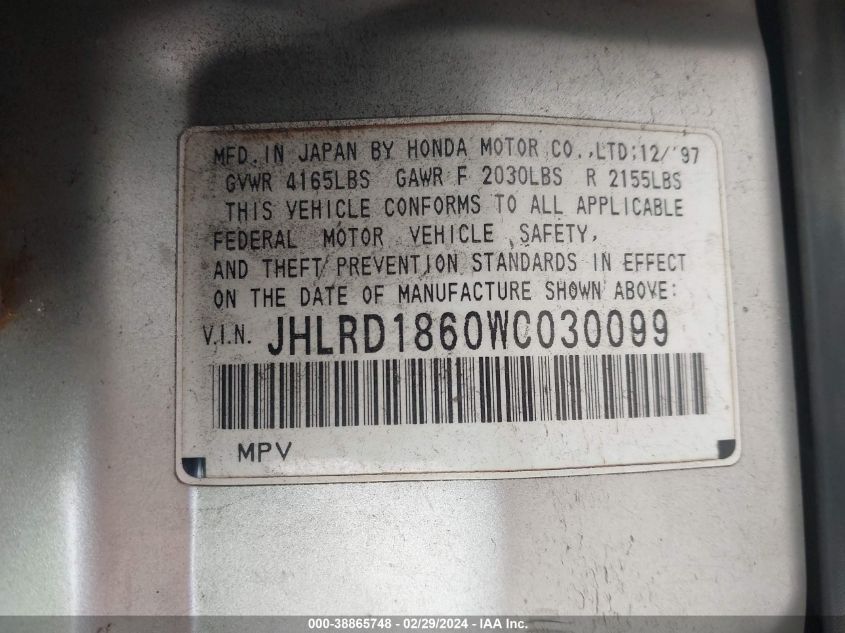 MFD. IN JAPAN BY HONDA MOTOR CO.,LTD;12/'97
GVWR 4165LBS GAWR F 2030LBS R 2155LBS
THIS VEHICLE CONFORMS TO ALL APPLICABLE
FEDERAL MOTOR VEHICLE SAFETY,
AND THEFT PREVENTION STANDARDS IN EFFECT
ON THE DATE OF MANUFACTURE SHOWN ABOVE:
V.I.N. JHLRD1860WC030099
MPV
000-38865748 - 02/29/2024 - IAA Inc.